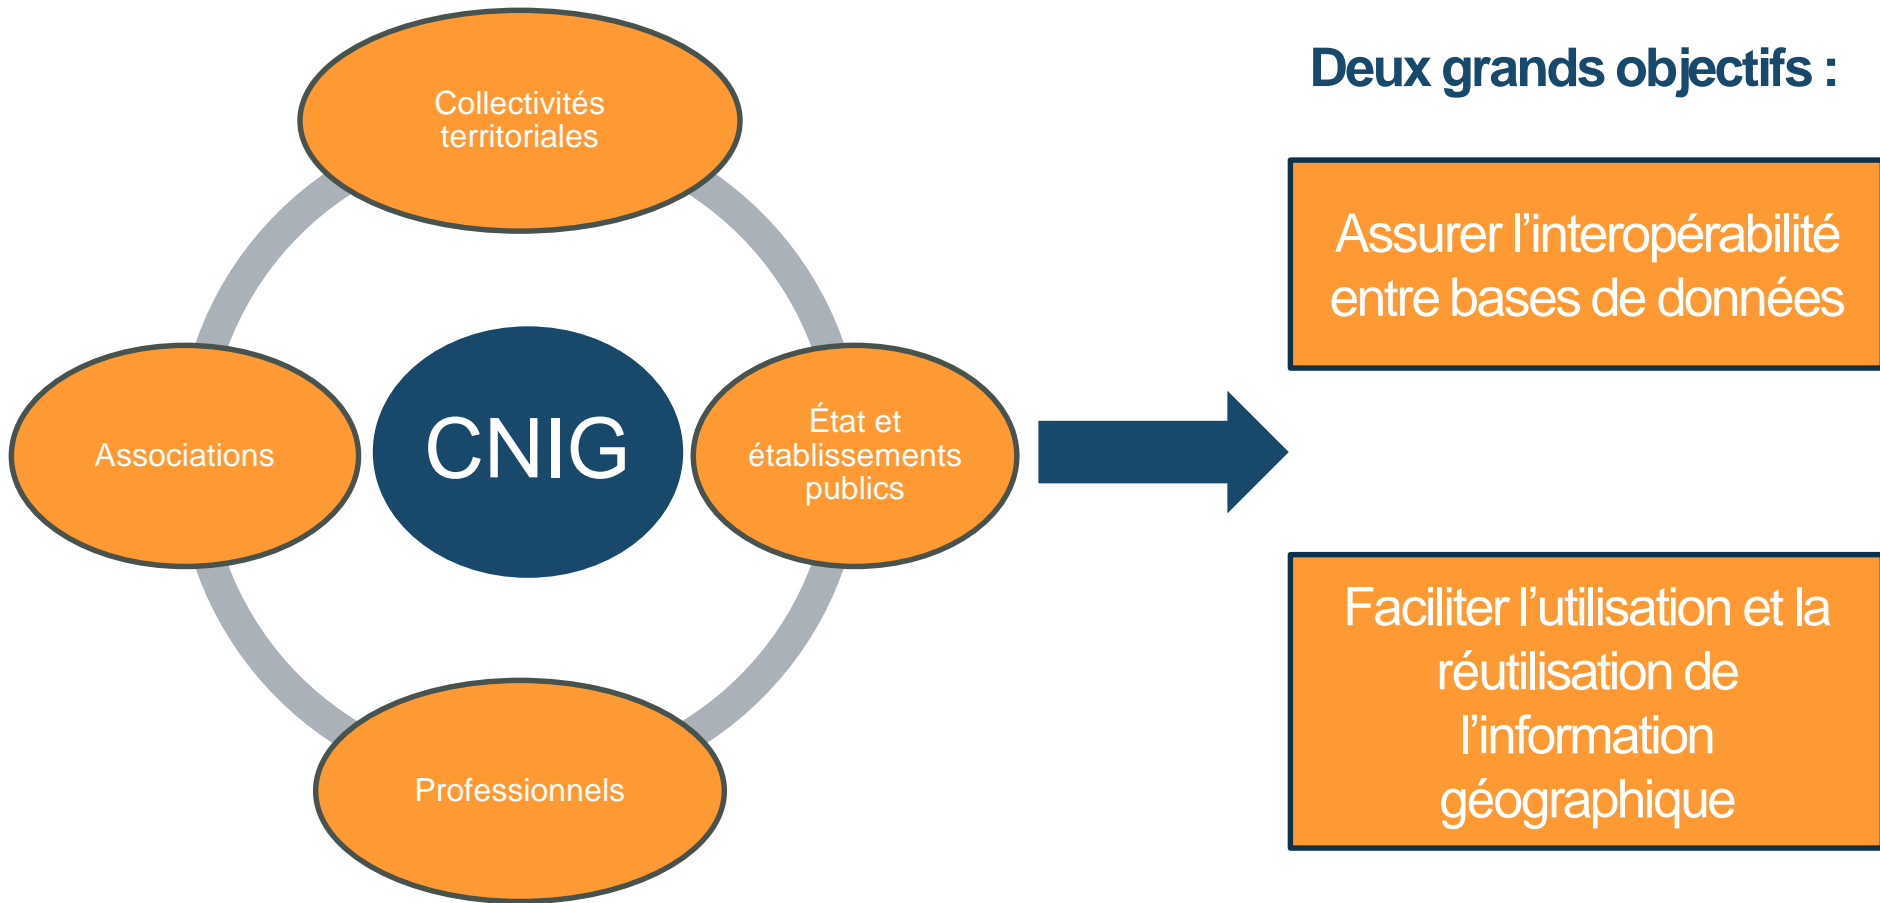 Collectivités
territoriales
Associations
CNIG
État et
établissements
publics
Professionnels
Deux grands objectifs :
Assurer l’interopérabilité
entre bases de données
Faciliter l’utilisation et la
réutilisation de
l’information
géographique